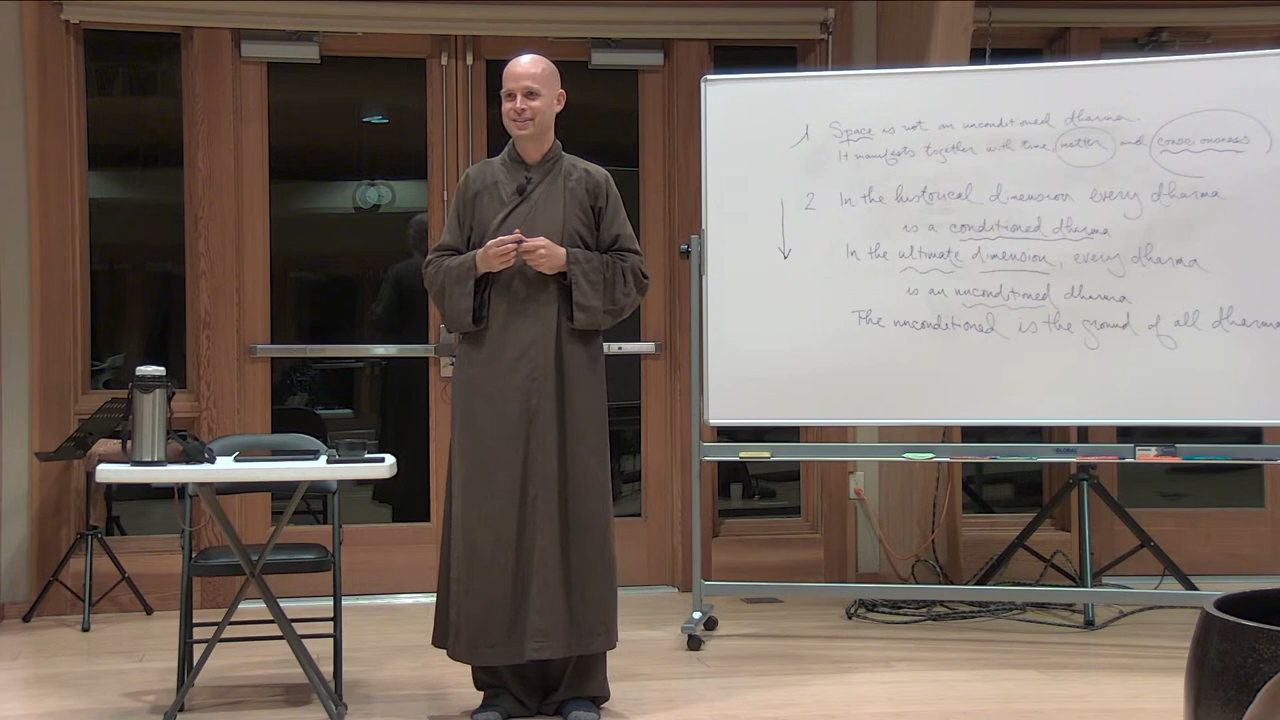 1 Space is not an unconditioned dharma.
It manifests together with time matter and consciousness
2 In the historical dimension every dharma
is a conditioned dharma
In the ultimate dimension, every dharma
is an unconditioned dharma
The unconditioned is the ground of all dharma
GLOBAL